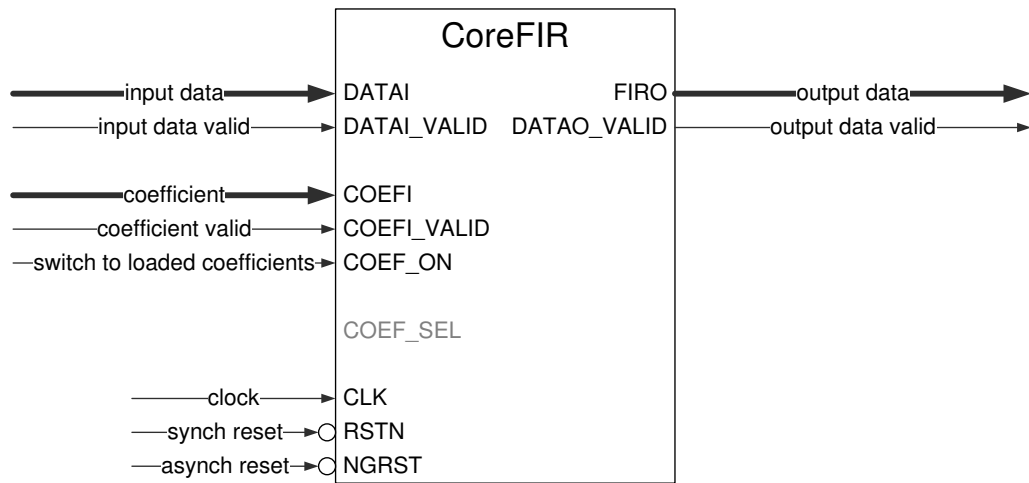 CoreFIR
input data DATAI FIRO output data
input data valid DATAI_VALID DATAO_VALID output data valid
coefficient COEFI
coefficient valid COEFI_VALID
switch to loaded coefficients COEF_ON
COEF_SEL
clock CLK
synch reset RSTN
asynch reset NGRST